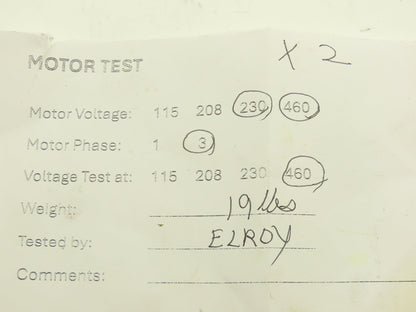 MOTOR TEST X 2
Motor Voltage: 115 208 230 460
Motor Phase: 1 3
Voltage Test at: 115 208 230 460
Weight: 19 lbs
Tested by: ELROY
Comments: